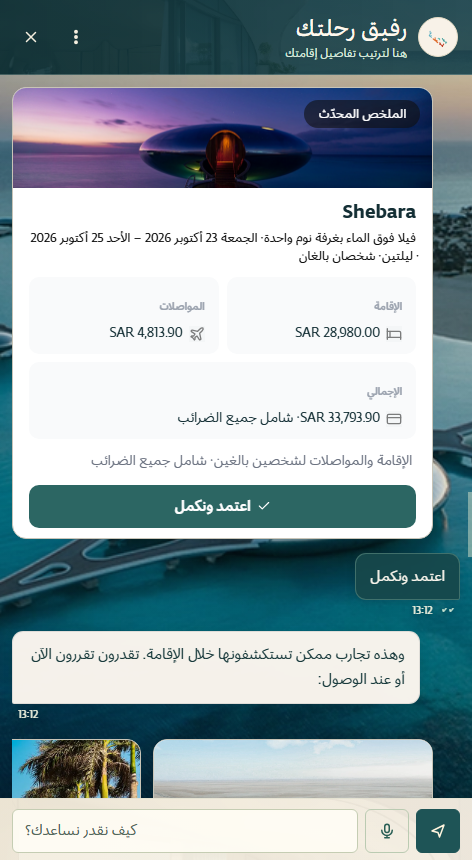 رفيق رحلتك
هنا لترتيب تفاصيل إقامتك
الملخص المحدّث
Shebara
فيلا فوق الماء بغرفة نوم واحدة· الجمعة 23 أكتوبر 2026 – الأحد 25 أكتوبر 2026
· ليلتين· شخصان بالغان
الإقامة
SAR 28,980.00
المواصلات
SAR 4,813.90
الإجمالي
SAR 33,793.90· شامل جميع الضرائب
الإقامة والمواصلات لشخصين بالغين· شامل جميع الضرائب
اعتمد ونكمل
اعتمد ونكمل
13:12
وهذه تجارب ممكن تستكشفونها خلال الإقامة. تقدرون تقررون الآن
أو عند الوصول:
13:12
كيف نقدر نساعدك؟